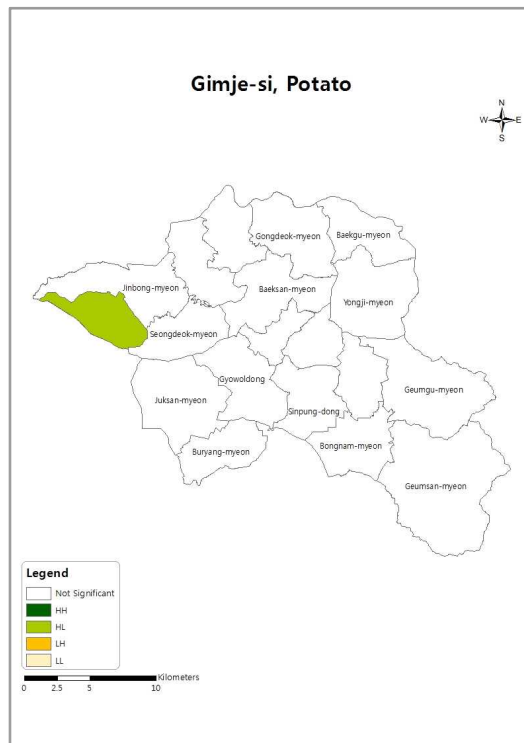 Gimje-si, Potato
N
W E
S
Gongdeok-myeon
Baekgu-myeon
Jinbong-myeon
Baeksan-myeon
Yongji-myeon
Seongdeok-myeon
Gyowoldong
Geumgu-myeon
Juksan-myeon
Sinpung-dong
Buryang-myeon
Bongnam-myeon
Geumsan-myeon
Legend
Not Significant
HH
HL
LH
LL
Kilometers
0 2.5 5 10